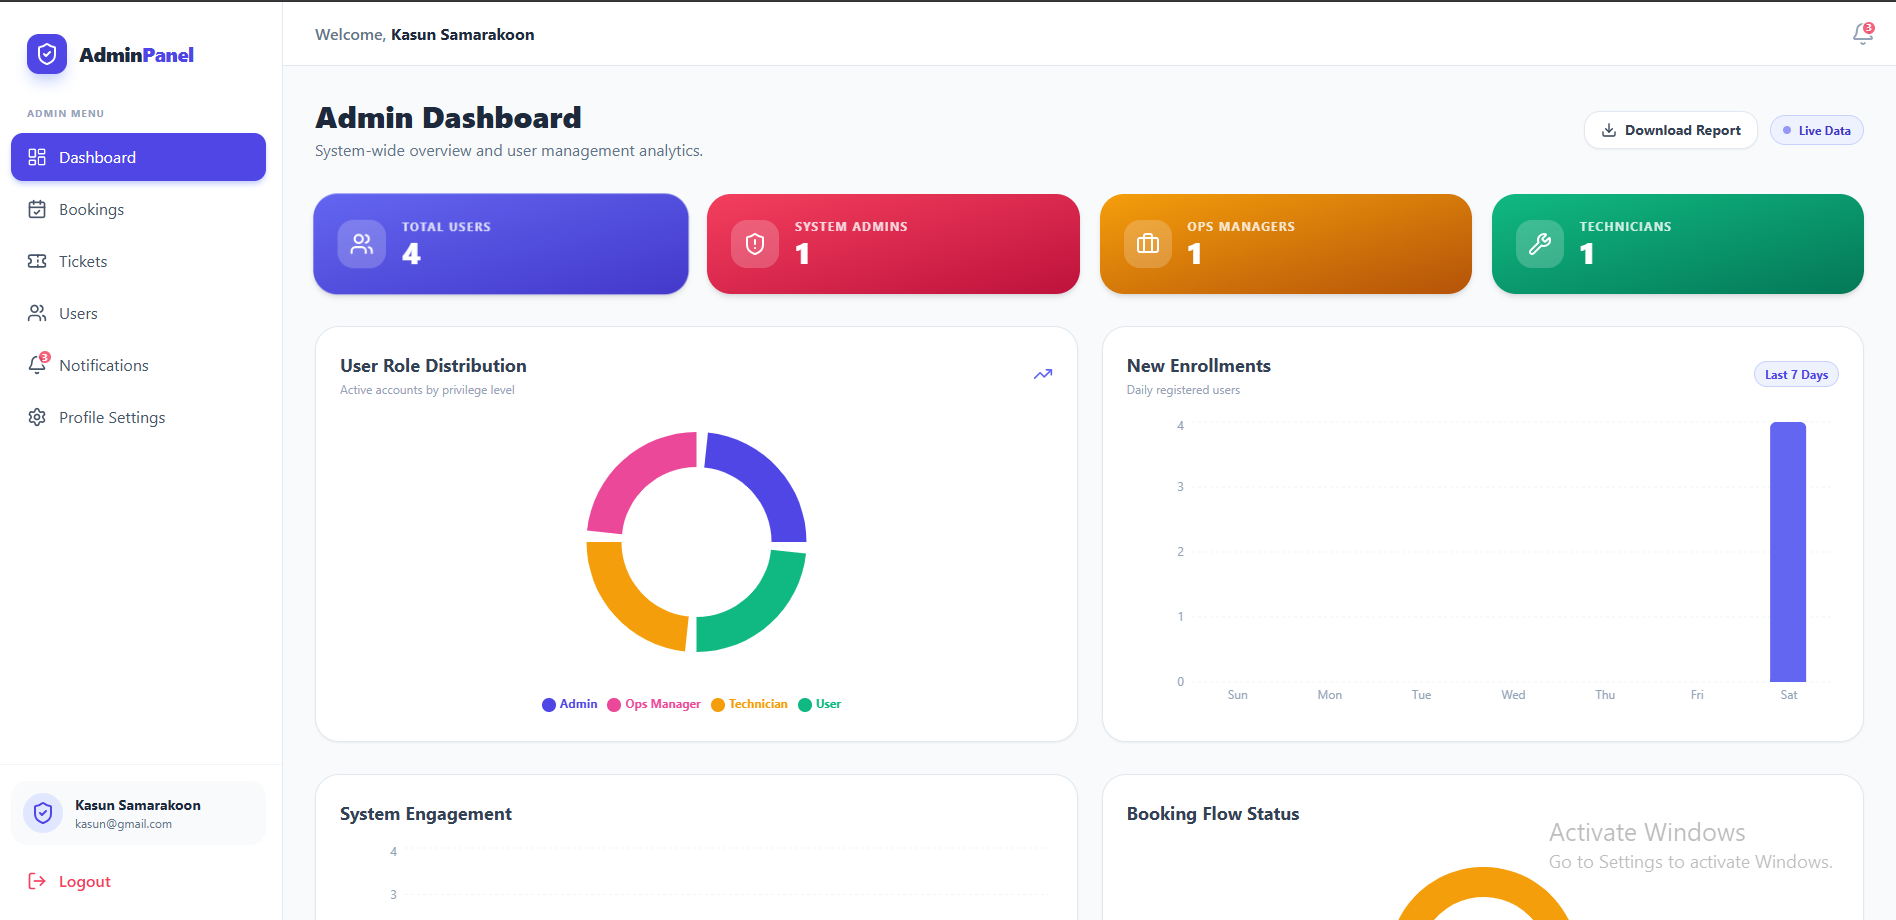 AdminPanel
ADMIN MENU
Dashboard
Bookings
Tickets
Users
3
Notifications
Profile Settings
Kasun Samarakoon
kasun@gmail.com
Logout
Welcome, Kasun Samarakoon
3
Admin Dashboard
System-wide overview and user management analytics.
Download Report
Live Data
TOTAL USERS
4
SYSTEM ADMINS
1
OPS MANAGERS
1
TECHNICIANS
1
User Role Distribution
Active accounts by privilege level
Admin Ops Manager Technician User
New Enrollments
Daily registered users
Last 7 Days
4
3
2
1
0
Sun Mon Tue Wed Thu Fri Sat
System Engagement
4
3
Booking Flow Status
Activate Windows
Go to Settings to activate Windows.